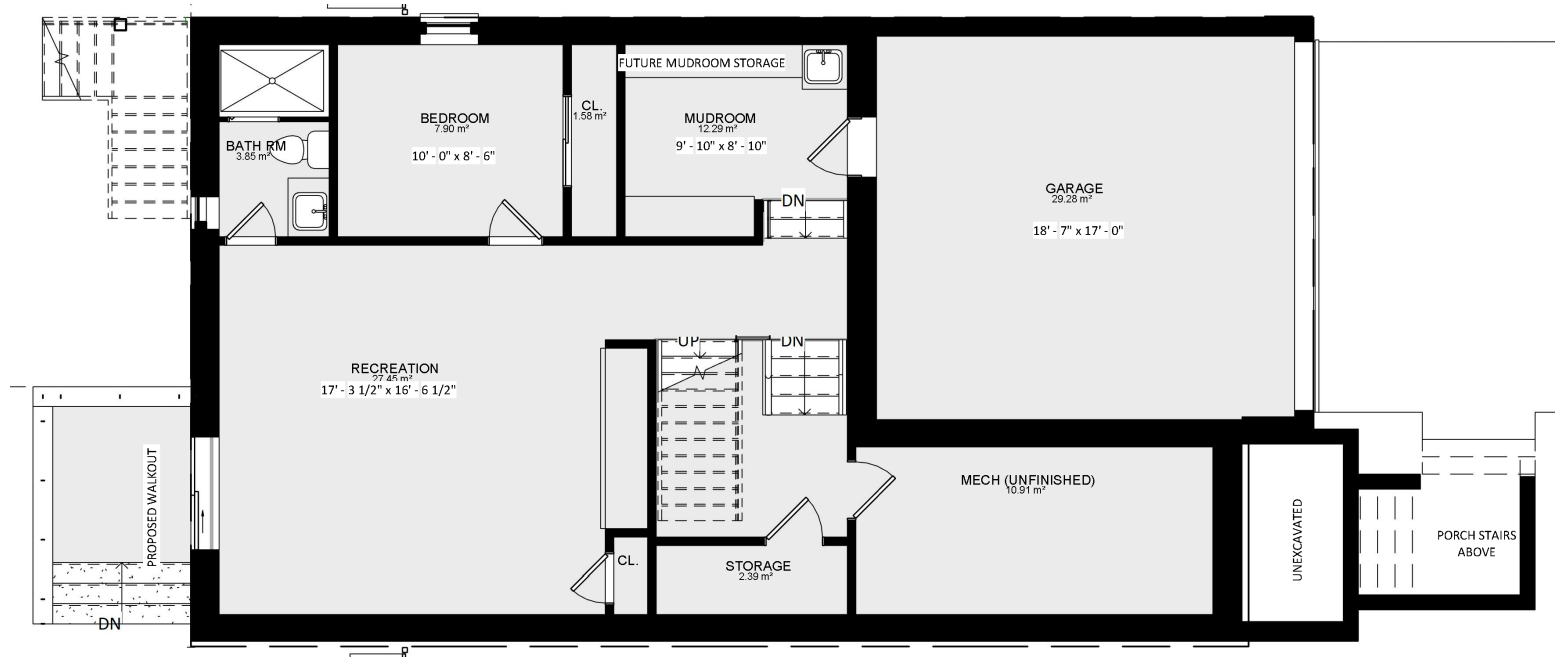 FUTURE MUDROOM STORAGE
BATH RM
3.85 m²
BEDROOM
7.90 m²
10' - 0" x 8' - 6"
CL.
1.58 m²
MUDROOM
12.29 m²
9' - 10" x 8' - 10"
DN
GARAGE
29.28 m²
18' - 7" x 17' - 0"
RECREATION
27.45 m²
17' - 3 1/2" x 16' - 6 1/2"
UP
DN
PROPOSED WALKOUT
DN
CL.
STORAGE
2.39 m²
MECH (UNFINISHED)
10.91 m²
UNEXCAVATED
PORCH STAIRS
ABOVE